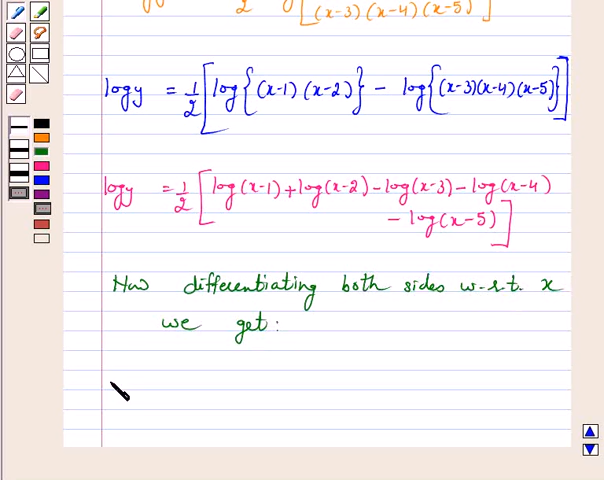 2 [(x-3)(x-4)(x-5)]
logy = 1/2 [log{(x-1)(x-2)} - log{(x-3)(x-4)(x-5)}]
logy = 1/2 [log(x-1)+log(x-2)-log(x-3)-log(x-4)
- log(x-5)]
Now differentiating both sides w.r.t. x
we get: